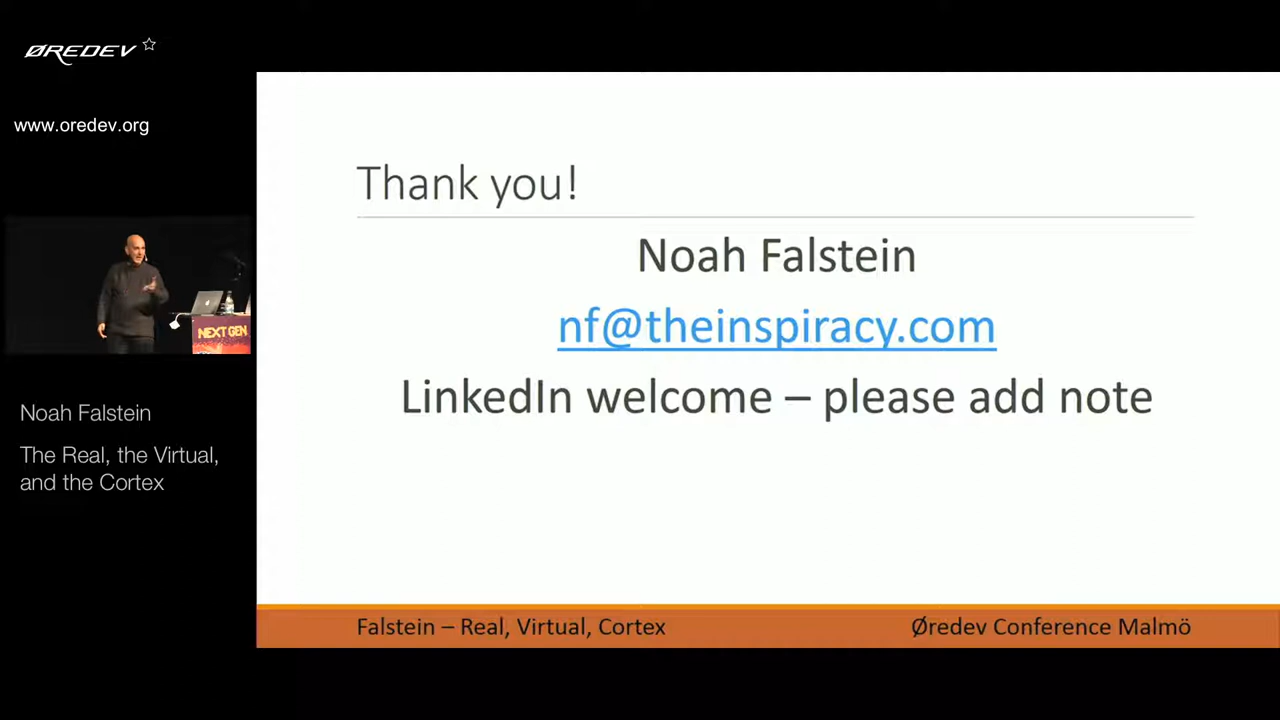 ØREDEV
www.oredev.org
NEXT GEN
Noah Falstein
The Real, the Virtual,
and the Cortex
Thank you!
Noah Falstein
nf@theinspiracy.com
LinkedIn welcome – please add note
Falstein – Real, Virtual, Cortex
Øredev Conference Malmö